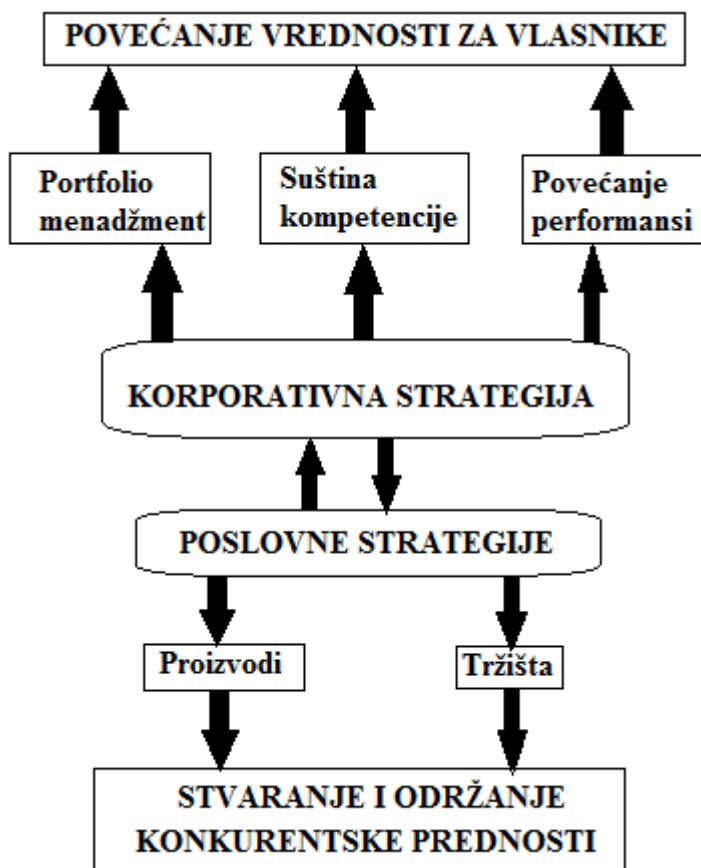 POVEĆANJE VREDNOSTI ZA VLASNIKE
Portfolio
menadžment
Suština
kompetencije
Povećanje
performansi
KORPORATIVNA STRATEGIJA
POSLOVNE STRATEGIJE
Proizvodi
Tržišta
STVARANJE I ODRŽANJE
KONKURENTSKE PREDNOSTI